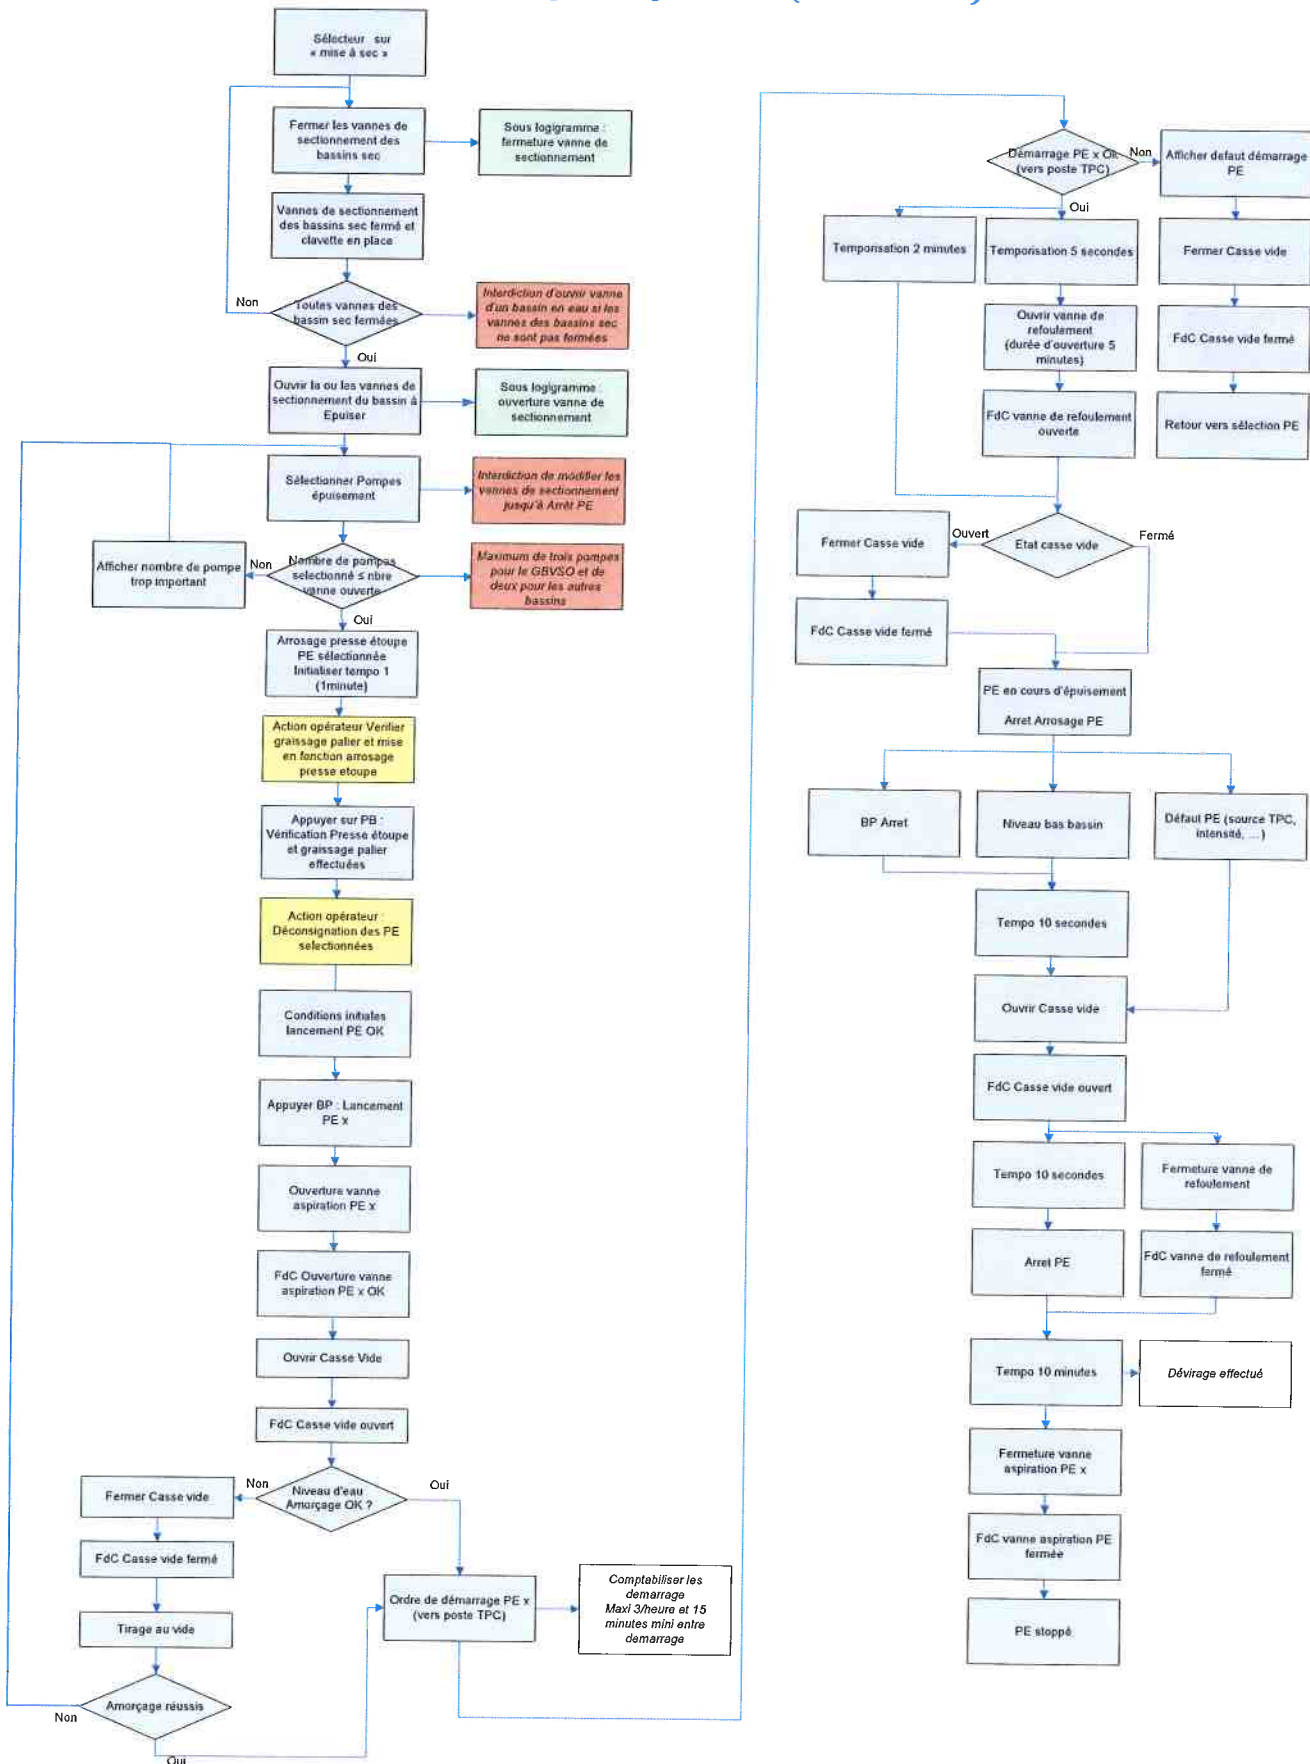 Sélecteur sur
« mise à sec »
Fermer les vannes de
sectionnement des
bassins sec
Sous logigramme :
fermeture vanne de
sectionnement
Vannes de sectionnement
des bassins sec fermé et
clavette en place
Toutes vannes des
bassin sec fermées
Non
Oui
Interdiction d'ouvrir vanne
d'un bassin en eau si les
vannes des bassins sec
ne sont pas fermées
Ouvrir la ou les vannes de
sectionnement du bassin à
Epuiser
Sous logigramme :
ouverture vanne de
sectionnement
Sélectionner Pompes
épuisement
Interdiction de modifier les
vannes de sectionnement
jusqu'à Arrêt PE
Afficher nombre de pompe
trop important
Non
Nombre de pompes
selectionné ≤ nbre
vanne ouverte
Oui
Maximum de trois pompes
pour le GBVSO et de
deux pour les autres
bassins
Arrosage presse étoupe
PE sélectionnée
Initialiser tempo 1
(1minute)
Action opérateur Verifier
graissage palier et mise
en fonction arrosage
presse etoupe
Appuyer sur PB :
Vérification Presse étoupe
et graissage palier
effectuées
Action opérateur :
Déconsignation des PE
selectionnées
Conditions initiales
lancement PE OK
Appuyer BP : Lancement
PE x
Ouverture vanne
aspiration PE x
FdC Ouverture vanne
aspiration PE x OK
Ouvrir Casse Vide
FdC Casse vide ouvert
Niveau d'eau
Amorçage OK ?
Non
Oui
Fermer Casse vide
FdC Casse vide fermé
Tirage au vide
Amorçage réussis
Non
Oui
Ordre de démarrage PE x
(vers poste TPC)
Comptabiliser les
demarrage
Maxi 3/heure et 15
minutes mini entre
demarrage
Démarrage PE x Ok
(vers poste TPC)
Non
Oui
Afficher defaut démarrage
PE
Fermer Casse vide
FdC Casse vide fermé
Retour vers sélection PE
Temporisation 2 minutes
Temporisation 5 secondes
Ouvrir vanne de
refoulement
(durée d'ouverture 5
minutes)
FdC vanne de refoulement
ouverte
Etat casse vide
Ouvert
Fermé
Fermer Casse vide
FdC Casse vide fermé
PE en cours d'épuisement
Arret Arrosage PE
BP Arret
Niveau bas bassin
Défaut PE (source TPC,
intensité, ...)
Tempo 10 secondes
Ouvrir Casse vide
FdC Casse vide ouvert
Tempo 10 secondes
Fermeture vanne de
refoulement
Arret PE
FdC vanne de refoulement
fermé
Tempo 10 minutes
Dévirage effectué
Fermeture vanne
aspiration PE x
FdC vanne aspiration PE
fermée
PE stoppé